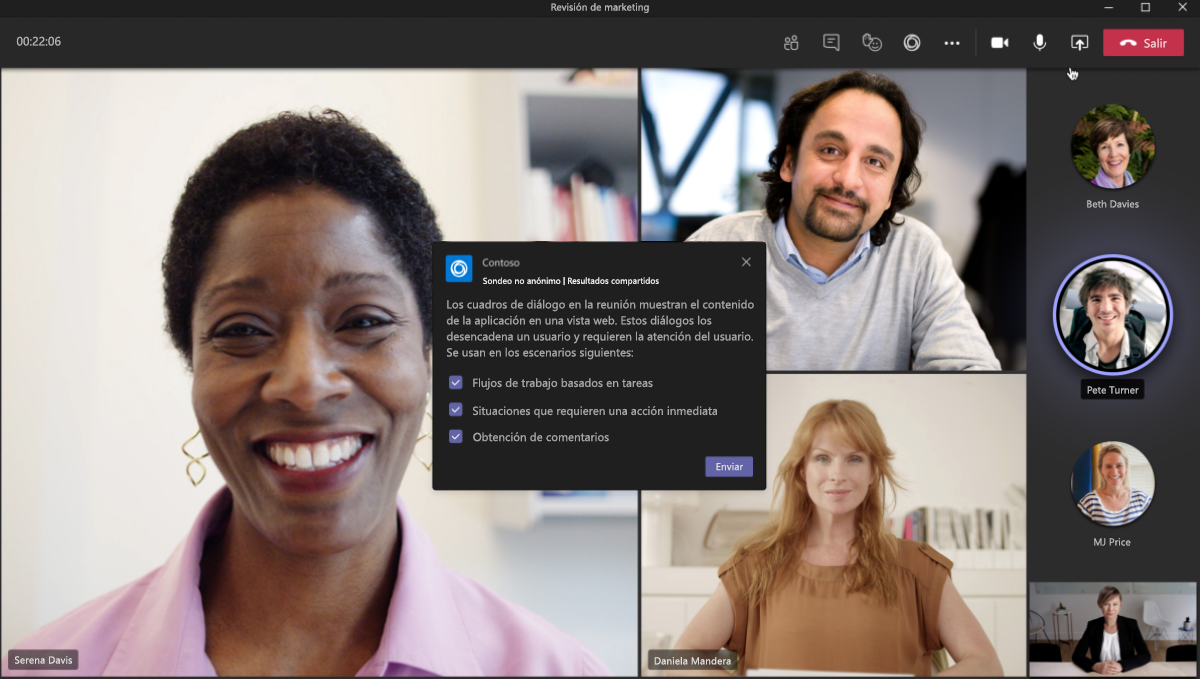 Revisión de marketing
00:22:06
Salir
Contoso
Sondeo no anónimo | Resultados compartidos
Los cuadros de diálogo en la reunión muestran el contenido
de la aplicación en una vista web. Estos diálogos los
desencadena un usuario y requieren la atención del usuario.
Se usan en los escenarios siguientes:
Flujos de trabajo basados en tareas
Situaciones que requieren una acción inmediata
Obtención de comentarios
Enviar
Beth Davies
Pete Turner
MJ Price
Serena Davis
Daniela Mandera